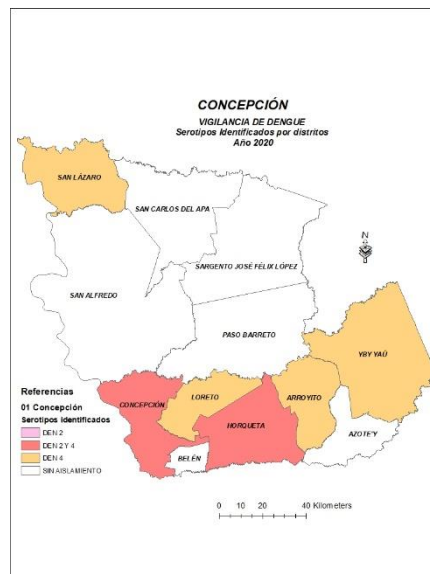 CONCEPCIÓN
VIGILANCIA DE DENGUE
Serotipos Identificados por distritos
Año 2020
SAN LÁZARO
SAN CARLOS DEL APA
N
SARGENTO JOSÉ FÉLIX LÓPEZ
SAN ALFREDO
PASO BARRETO
YBY YAÚ
CONCEPCIÓN
LORETO
ARROYITO
HORQUETA
AZOTE'Y
BELÉN
Referencias
01 Concepción
Serotipos Identificados
DEN 2
DEN 2 Y 4
DEN 4
SIN AISLAMIENTO
0 10 20 40 Kilometers